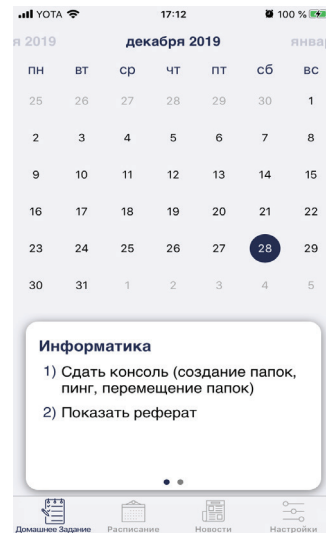 YOTA 17:12 100 %
я 2019 декабря 2019 янва
ПН ВТ СР ЧТ ПТ СБ ВС
25 26 27 28 29 30 1
2 3 4 5 6 7 8
9 10 11 12 13 14 15
16 17 18 19 20 21 22
23 24 25 26 27 28 29
30 31 1 2 3 4 5
Информатика
1) Сдать консоль (создание папок,
пинг, перемещение папок)
2) Показать реферат
Домашнее Задание Расписание Новости Настройки